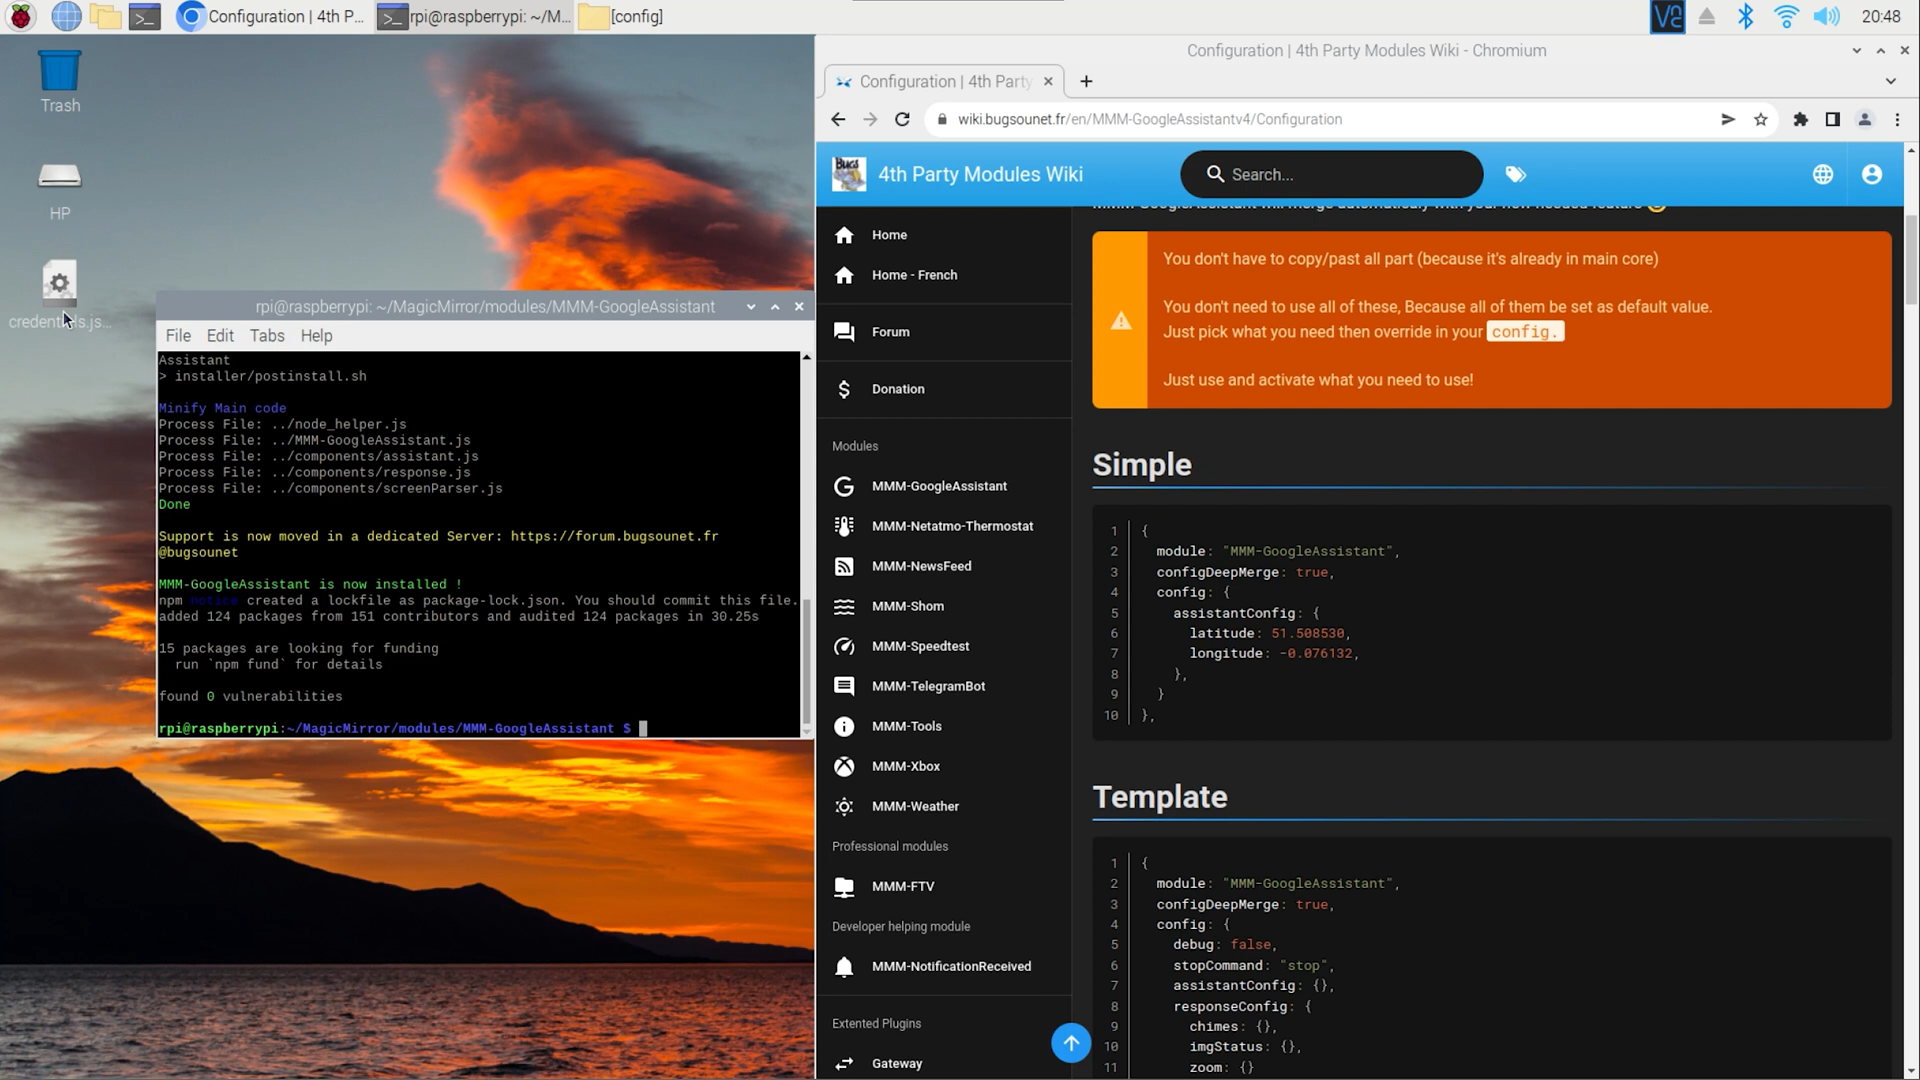 Configuration | 4th P...
rpi@raspberrypi: ~/M...
[config]
20:48
Trash
HP
Configuration | 4th Party Modules Wiki - Chromium
Configuration | 4th Party
wiki.bugsounet.fr/en/MMM-GoogleAssistantv4/Configuration
4th Party Modules Wiki
Search...
rpi@raspberrypi: ~/MagicMirror/modules/MMM-GoogleAssistant
File Edit Tabs Help
Assistant
> installer/postinstall.sh
Minify Main code
Process File: ../node_helper.js
Process File: ../MMM-GoogleAssistant.js
Process File: ../components/assistant.js
Process File: ../components/response.js
Process File: ../components/screenParser.js
Done
Support is now moved in a dedicated Server: https://forum.bugsounet.fr
@bugsounet
MMM-GoogleAssistant is now installed !
npm notice created a lockfile as package-lock.json. You should commit this file.
added 124 packages from 151 contributors and audited 124 packages in 30.25s
15 packages are looking for funding
run `npm fund` for details
found 0 vulnerabilities
rpi@raspberrypi:~/MagicMirror/modules/MMM-GoogleAssistant $
Home
Home - French
Forum
Donation
Modules
MMM-GoogleAssistant
MMM-Netatmo-Thermostat
MMM-NewsFeed
MMM-Shom
MMM-Speedtest
MMM-TelegramBot
MMM-Tools
MMM-Xbox
MMM-Weather
Professional modules
MMM-FTV
Developer helping module
MMM-NotificationReceived
Extented Plugins
Gateway
You don't have to copy/past all part (because it's already in main core)
You don't need to use all of these, Because all of them be set as default value.
Just pick what you need then override in your config.
Just use and activate what you need to use!
Simple
1 {
2 module: "MMM-GoogleAssistant",
3 configDeepMerge: true,
4 config: {
5 assistantConfig: {
6 latitude: 51.508530,
7 longitude: -0.076132,
8 },
9 }
10 },
Template
1 {
2 module: "MMM-GoogleAssistant",
3 configDeepMerge: true,
4 config: {
5 debug: false,
6 stopCommand: "stop",
7 assistantConfig: {},
8 responseConfig: {
9 chimes: {},
10 imgStatus: {},
11 zoom: {}